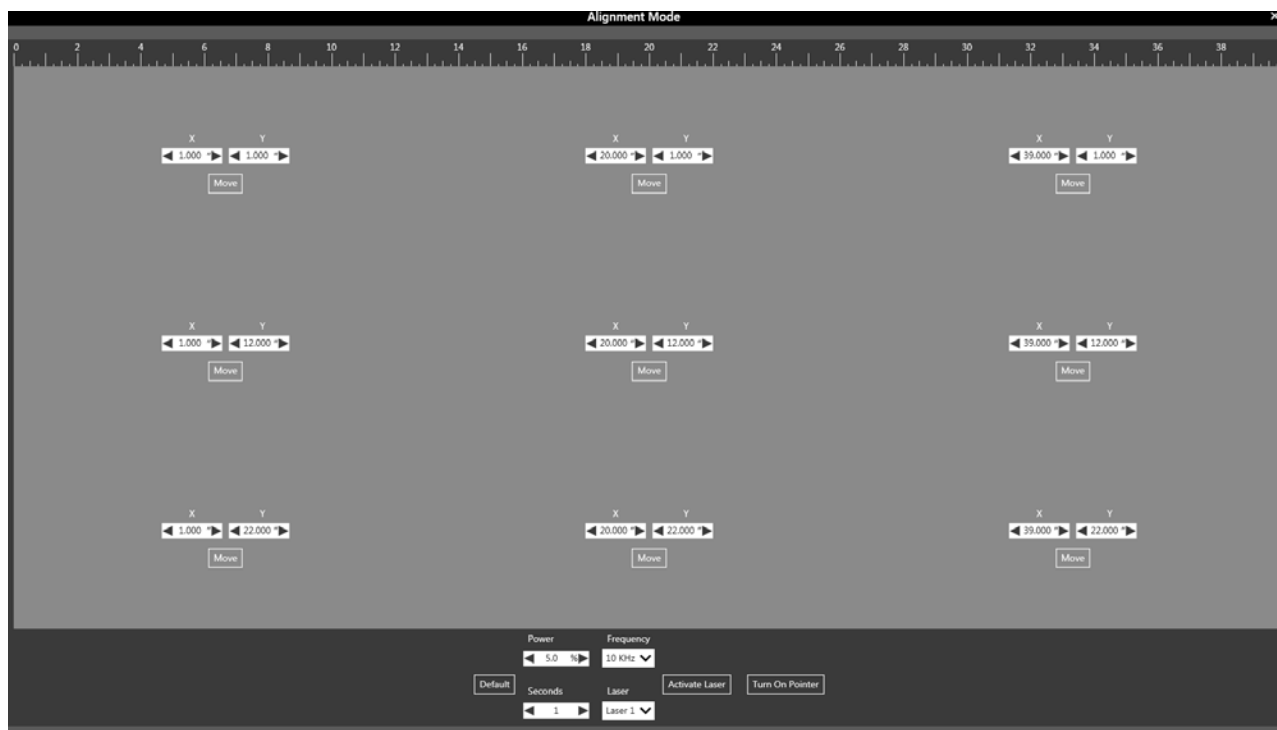 Alignment Mode
0 2 4 6 8 10 12 14 16 18 20 22 24 26 28 30 32 34 36 38
X Y X Y X Y
1.000 " 1.000 " 20.000 " 1.000 " 39.000 " 1.000 "
Move Move Move
X Y X Y X Y
1.000 " 12.000 " 20.000 " 12.000 " 39.000 " 12.000 "
Move Move Move
X Y X Y X Y
1.000 " 22.000 " 20.000 " 22.000 " 39.000 " 22.000 "
Move Move Move
Power Frequency
5.0 % 10 KHz
Default Activate Laser Turn On Pointer
Seconds Laser
1 Laser 1